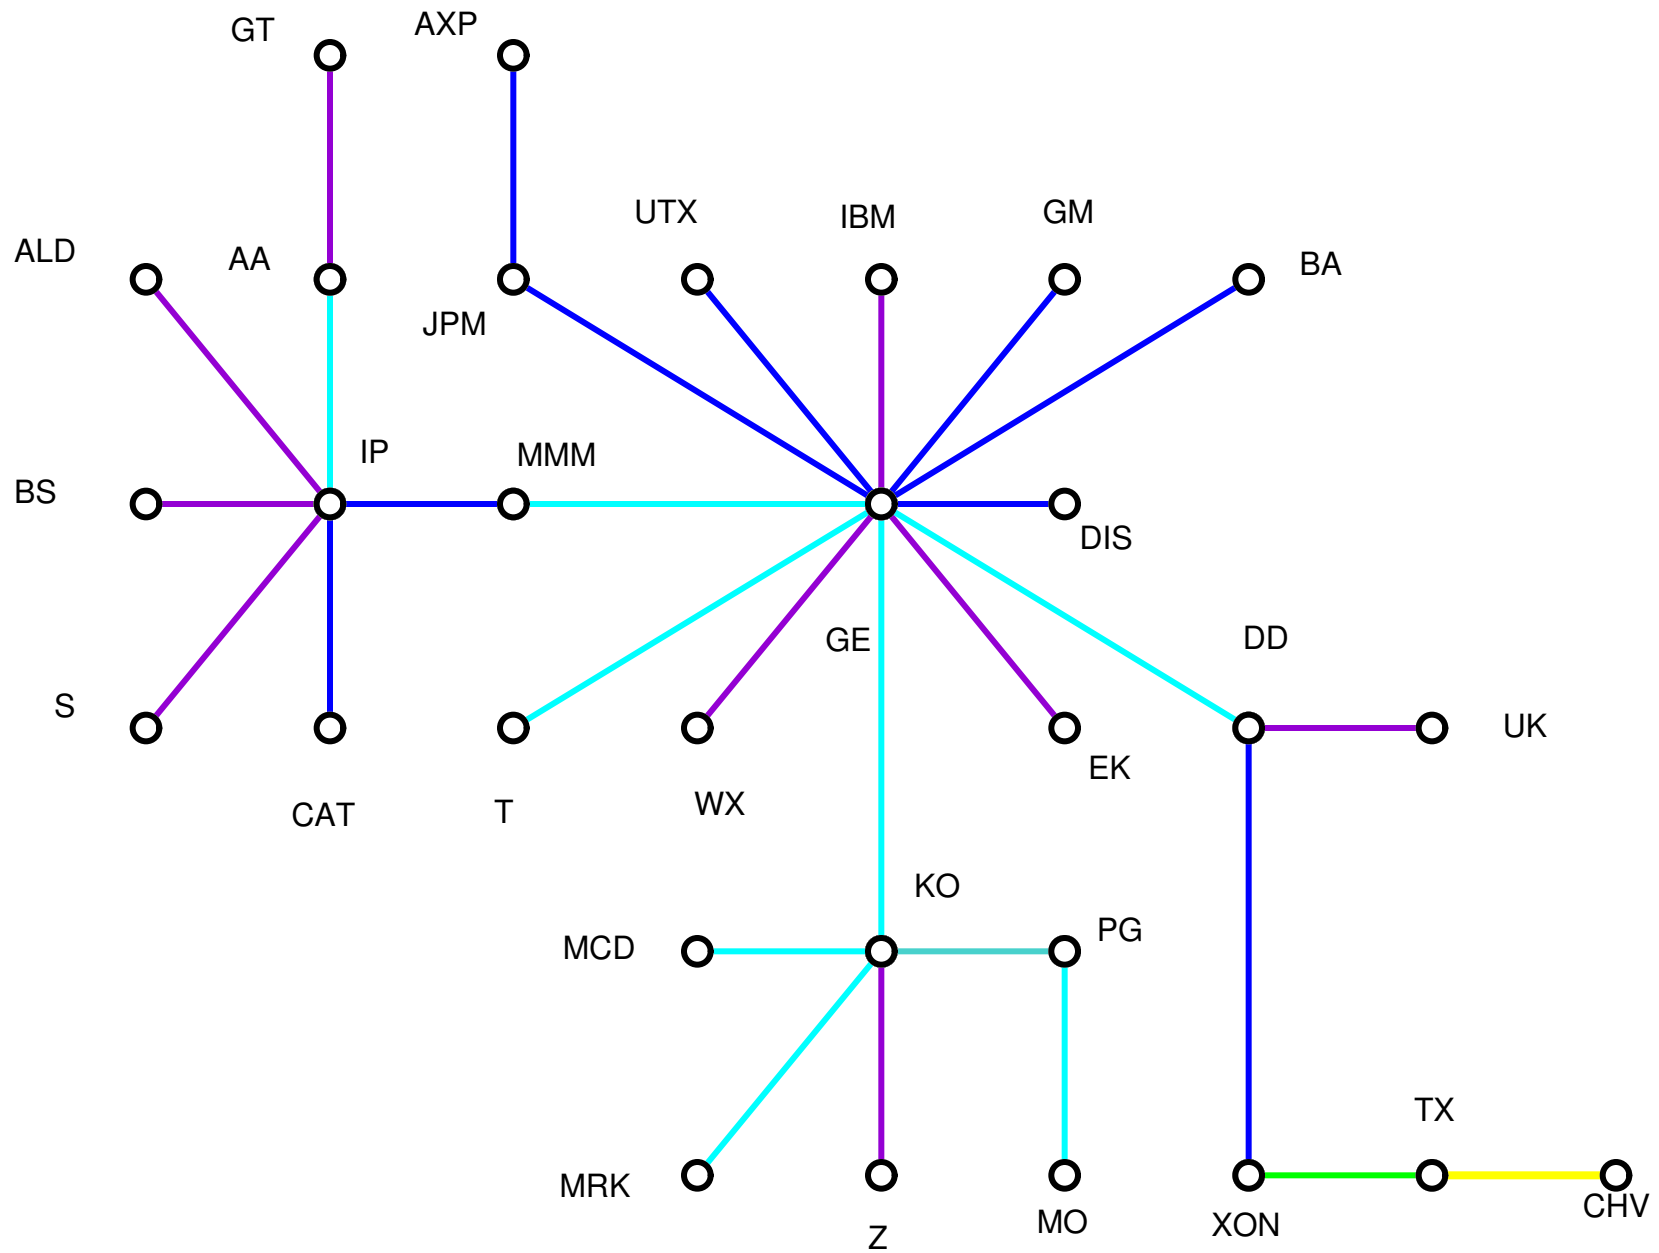 GT
AXP
UTX
IBM
GM
ALD
AA
BA
JPM
IP
MMM
BS
DIS
GE
DD
S
UK
EK
CAT
T
WX
KO
MCD
PG
TX
MRK
Z
MO
XON
CHV